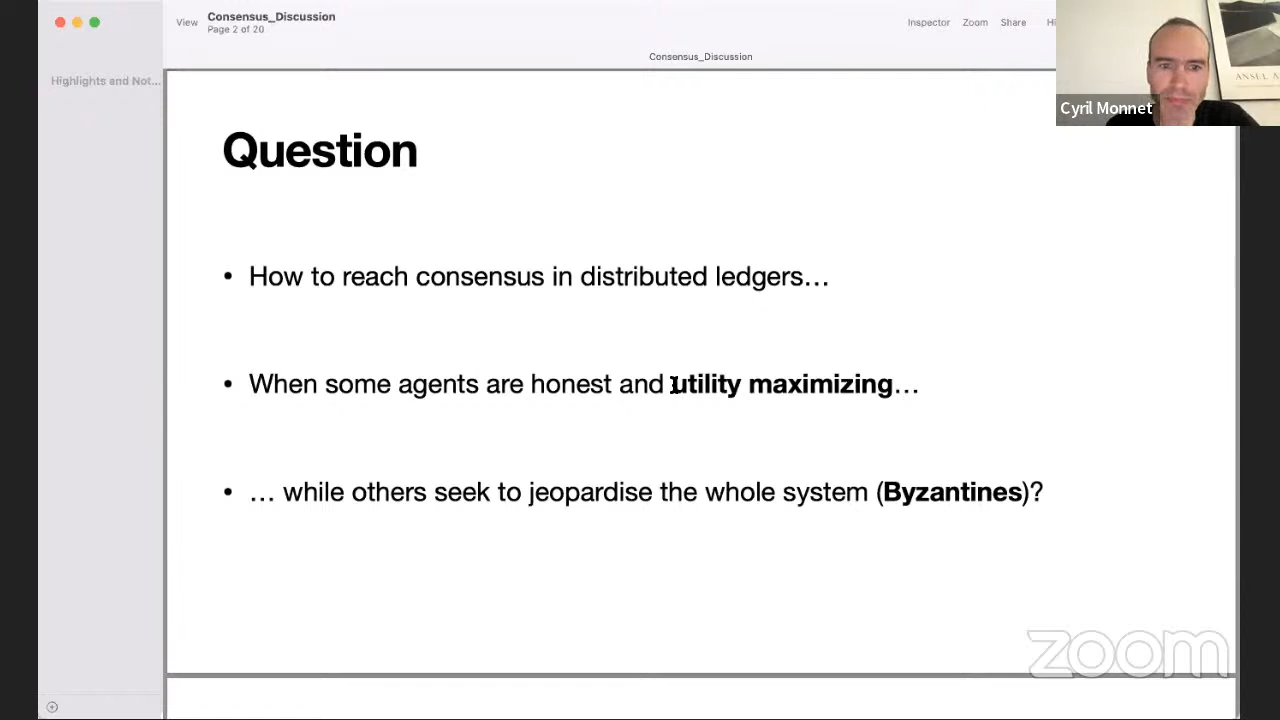 View
Consensus_Discussion
Page 2 of 20
Inspector
Zoom
Share
Consensus_Discussion
Highlights and Not...
ANSEL
Cyril Monnet
Question
• How to reach consensus in distributed ledgers…
• When some agents are honest and utility maximizing…
• … while others seek to jeopardise the whole system (Byzantines)?
zoom